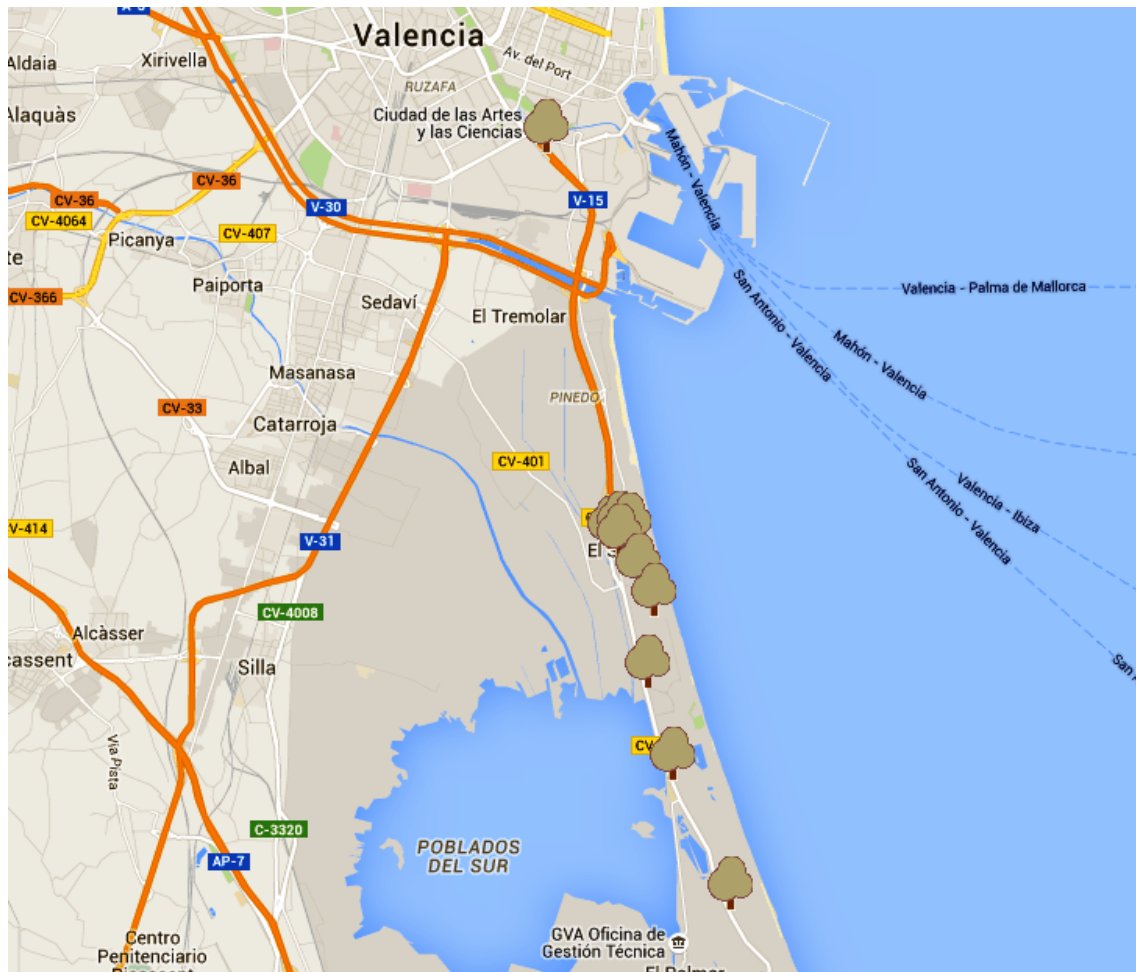 Valencia
Aldaia
Xirivella
Av. del Port
RUZAFA
Alaquàs
Ciudad de las Artes
y las Ciencias
Mahón - Valencia
CV-36
CV-36
V-15
CV-4064
V-30
Picanya
CV-407
Paiporta
CV-366
Sedaví
Valencia - Palma de Mallorca
El Tremolar
San Antonio - Valencia
Mahón - Valencia
Masanasa
PINEDO
CV-33
Catarroja
Albal
CV-401
Valencia - Ibiza
San Antonio - Valencia
V-31
CV-4008
Alcàsser
Silla
Vía Pista
C-3320
POBLADOS
DEL SUR
AP-7
Centro
Penitenciario
GVA Oficina de
Gestión Técnica
El Palmar